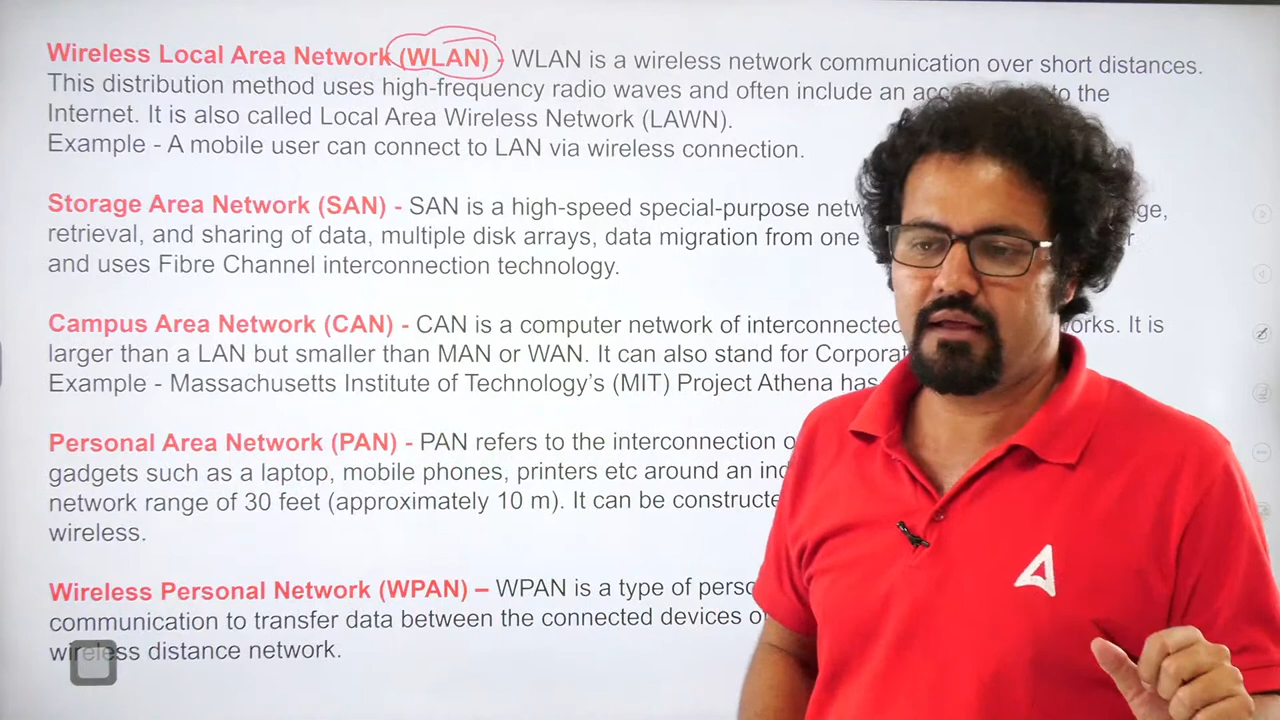 Wireless Local Area Network (WLAN) - WLAN is a wireless network communication over short distances.
This distribution method uses high-frequency radio waves and often include an to the
Internet. It is also called Local Area Wireless Network (LAWN).
Example - A mobile user can connect to LAN via wireless connection.
Storage Area Network (SAN) - SAN is a high-speed special-purpose
retrieval, and sharing of data, multiple disk arrays, data migration from one
and uses Fibre Channel interconnection technology.
Campus Area Network (CAN) - CAN is a computer network of interconnected It is
larger than a LAN but smaller than MAN or WAN. It can also stand for
Example - Massachusetts Institute of Technology's (MIT) Project Athena has
Personal Area Network (PAN) - PAN refers to the interconnection
gadgets such as a laptop, mobile phones, printers etc around an
network range of 30 feet (approximately 10 m). It can be
wireless.
Wireless Personal Network (WPAN) – WPAN is a type of
communication to transfer data between the connected devices
wireless distance network.